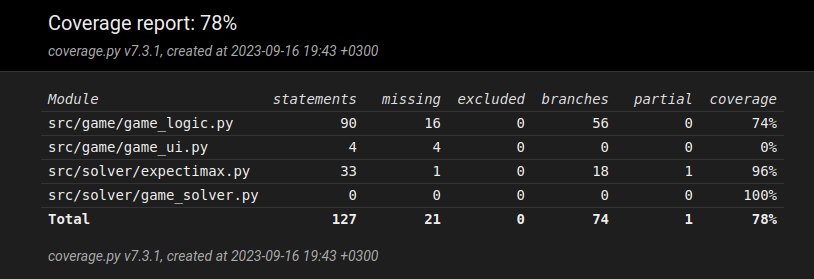 Coverage report: 78%
coverage.py v7.3.1, created at 2023-09-16 19:43 +0300
Module statements missing excluded branches partial coverage
src/game/game_logic.py 90 16 0 56 0 74%
src/game/game_ui.py 4 4 0 0 0 0%
src/solver/expectimax.py 33 1 0 18 1 96%
src/solver/game_solver.py 0 0 0 0 0 100%
Total 127 21 0 74 1 78%
coverage.py v7.3.1, created at 2023-09-16 19:43 +0300